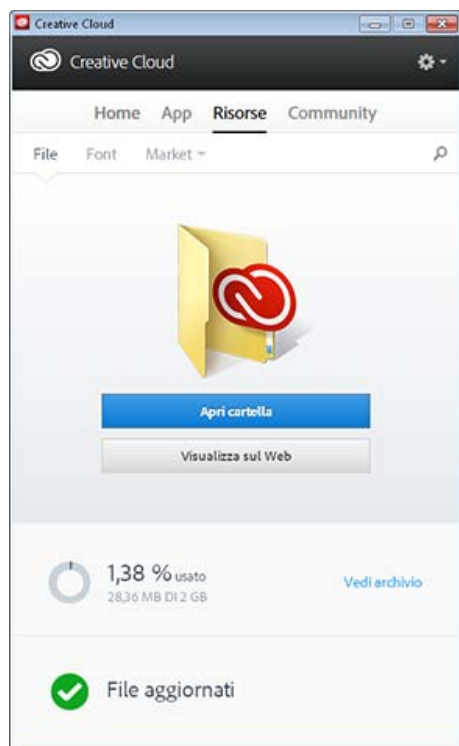 Creative Cloud
Creative Cloud
Home App Risorse Community
File Font Market
Apri cartella
Visualizza sul Web
1,38 % usato
28,36 MB DI 2 GB
Vedi archivio
File aggiornati